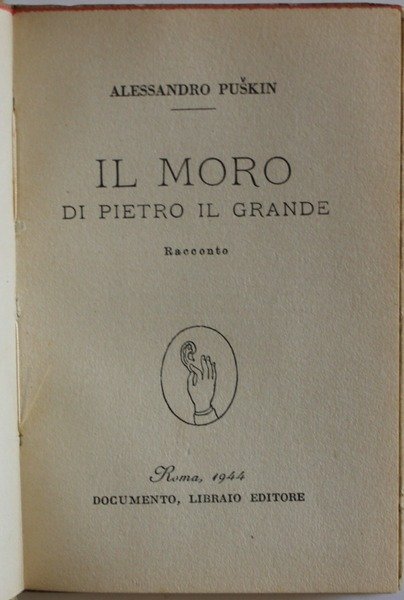 ALESSANDRO PUŠKIN
IL MORO
DI PIETRO IL GRANDE
Racconto
Roma, 1944
DOCUMENTO, LIBRAIO EDITORE